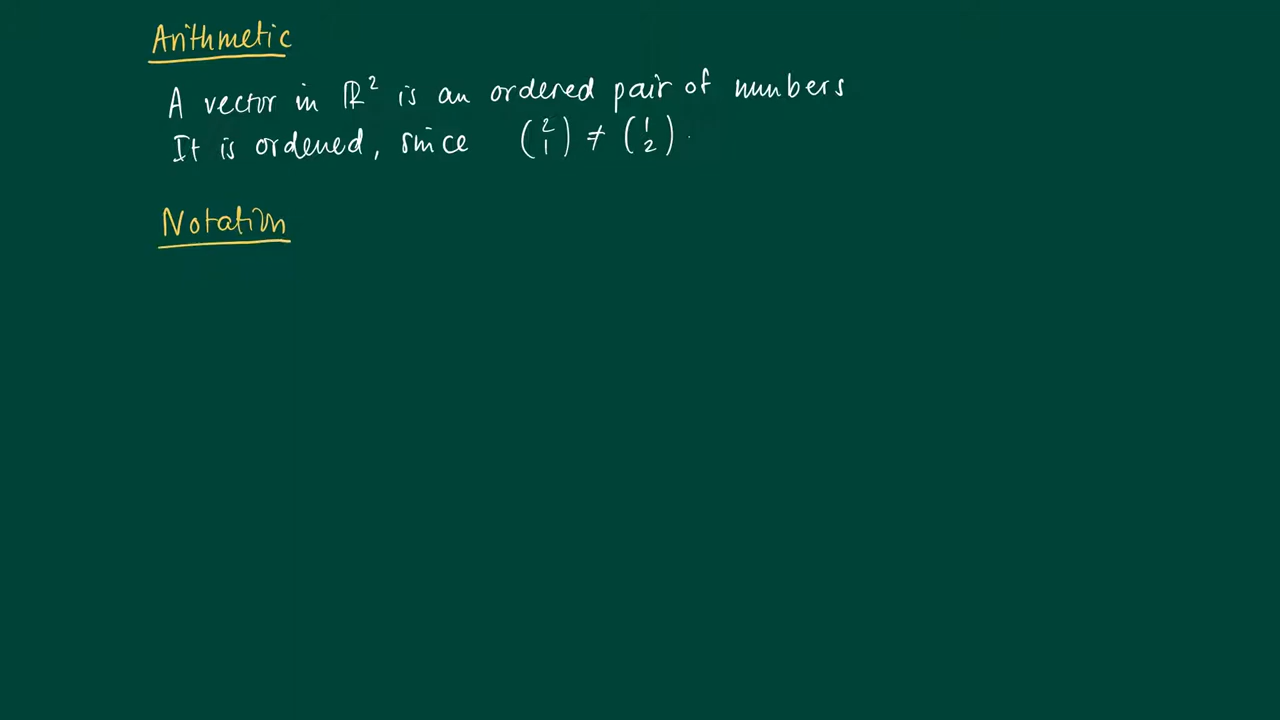 Arithmetic
A vector in ℝ² is an ordered pair of numbers
It is ordered, since (2 1) ≠ (1 2).
Notation